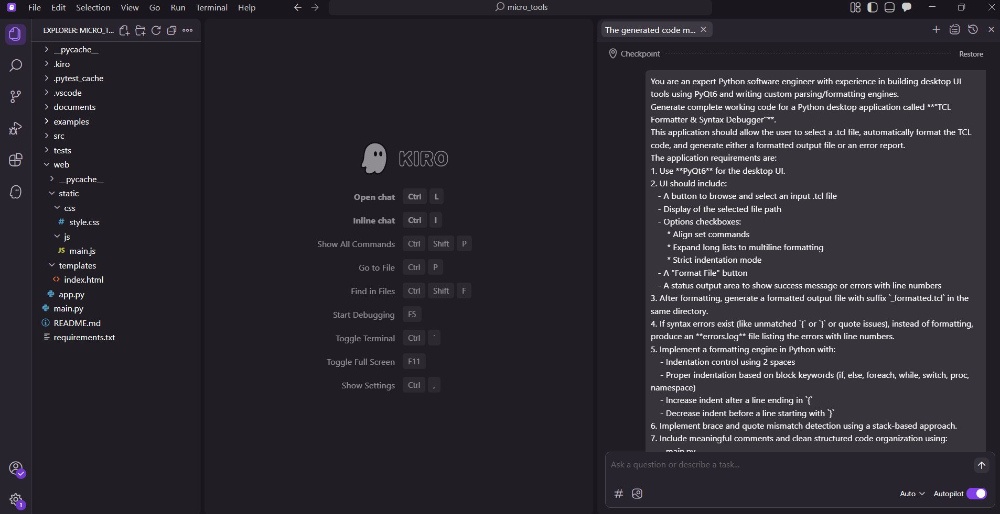 File Edit Selection View Go Run Terminal Help
micro_tools
EXPLORER: MICRO_T...
__pycache__
.kiro
.pytest_cache
.vscode
documents
examples
src
tests
web
__pycache__
static
css
# style.css
js
JS main.js
templates
<> index.html
app.py
main.py
README.md
requirements.txt
1
KIRO
Open chat Ctrl L
Inline chat Ctrl I
Show All Commands Ctrl Shift P
Go to File Ctrl P
Find in Files Ctrl Shift F
Start Debugging F5
Toggle Terminal Ctrl `
Toggle Full Screen F11
Show Settings Ctrl ,
The generated code m...
Checkpoint
Restore
You are an expert Python software engineer with experience in building desktop UI
tools using PyQt6 and writing custom parsing/formatting engines.
Generate complete working code for a Python desktop application called **"TCL
Formatter & Syntax Debugger"**.
This application should allow the user to select a .tcl file, automatically format the TCL
code, and generate either a formatted output file or an error report.
The application requirements are:
1. Use **PyQt6** for the desktop UI.
2. UI should include:
- A button to browse and select an input .tcl file
- Display of the selected file path
- Options checkboxes:
* Align set commands
* Expand long lists to multiline formatting
* Strict indentation mode
- A "Format File" button
- A status output area to show success message or errors with line numbers
3. After formatting, generate a formatted output file with suffix `_formatted.tcl` in the
same directory.
4. If syntax errors exist (like unmatched `{` or `}` or quote issues), instead of formatting,
produce an **errors.log** file listing the errors with line numbers.
5. Implement a formatting engine in Python with:
- Indentation control using 2 spaces
- Proper indentation based on block keywords (if, else, foreach, while, switch, proc,
namespace)
- Increase indent after a line ending in `{`
- Decrease indent before a line starting with `}`
6. Implement brace and quote mismatch detection using a stack-based approach.
7. Include meaningful comments and clean structured code organization using:
- main.py
Ask a question or describe a task...
#
Auto
Autopilot